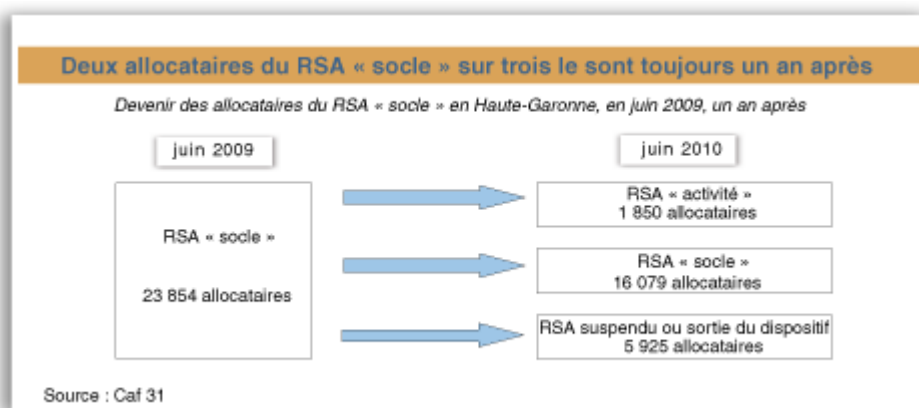 Deux allocataires du RSA « socle » sur trois le sont toujours un an après
Devenir des allocataires du RSA « socle » en Haute-Garonne, en juin 2009, un an après
juin 2009
juin 2010
RSA « socle »
23 854 allocataires
RSA « activité »
1 850 allocataires
RSA « socle »
16 079 allocataires
RSA suspendu ou sortie du dispositif
5 925 allocataires
Source : Caf 31